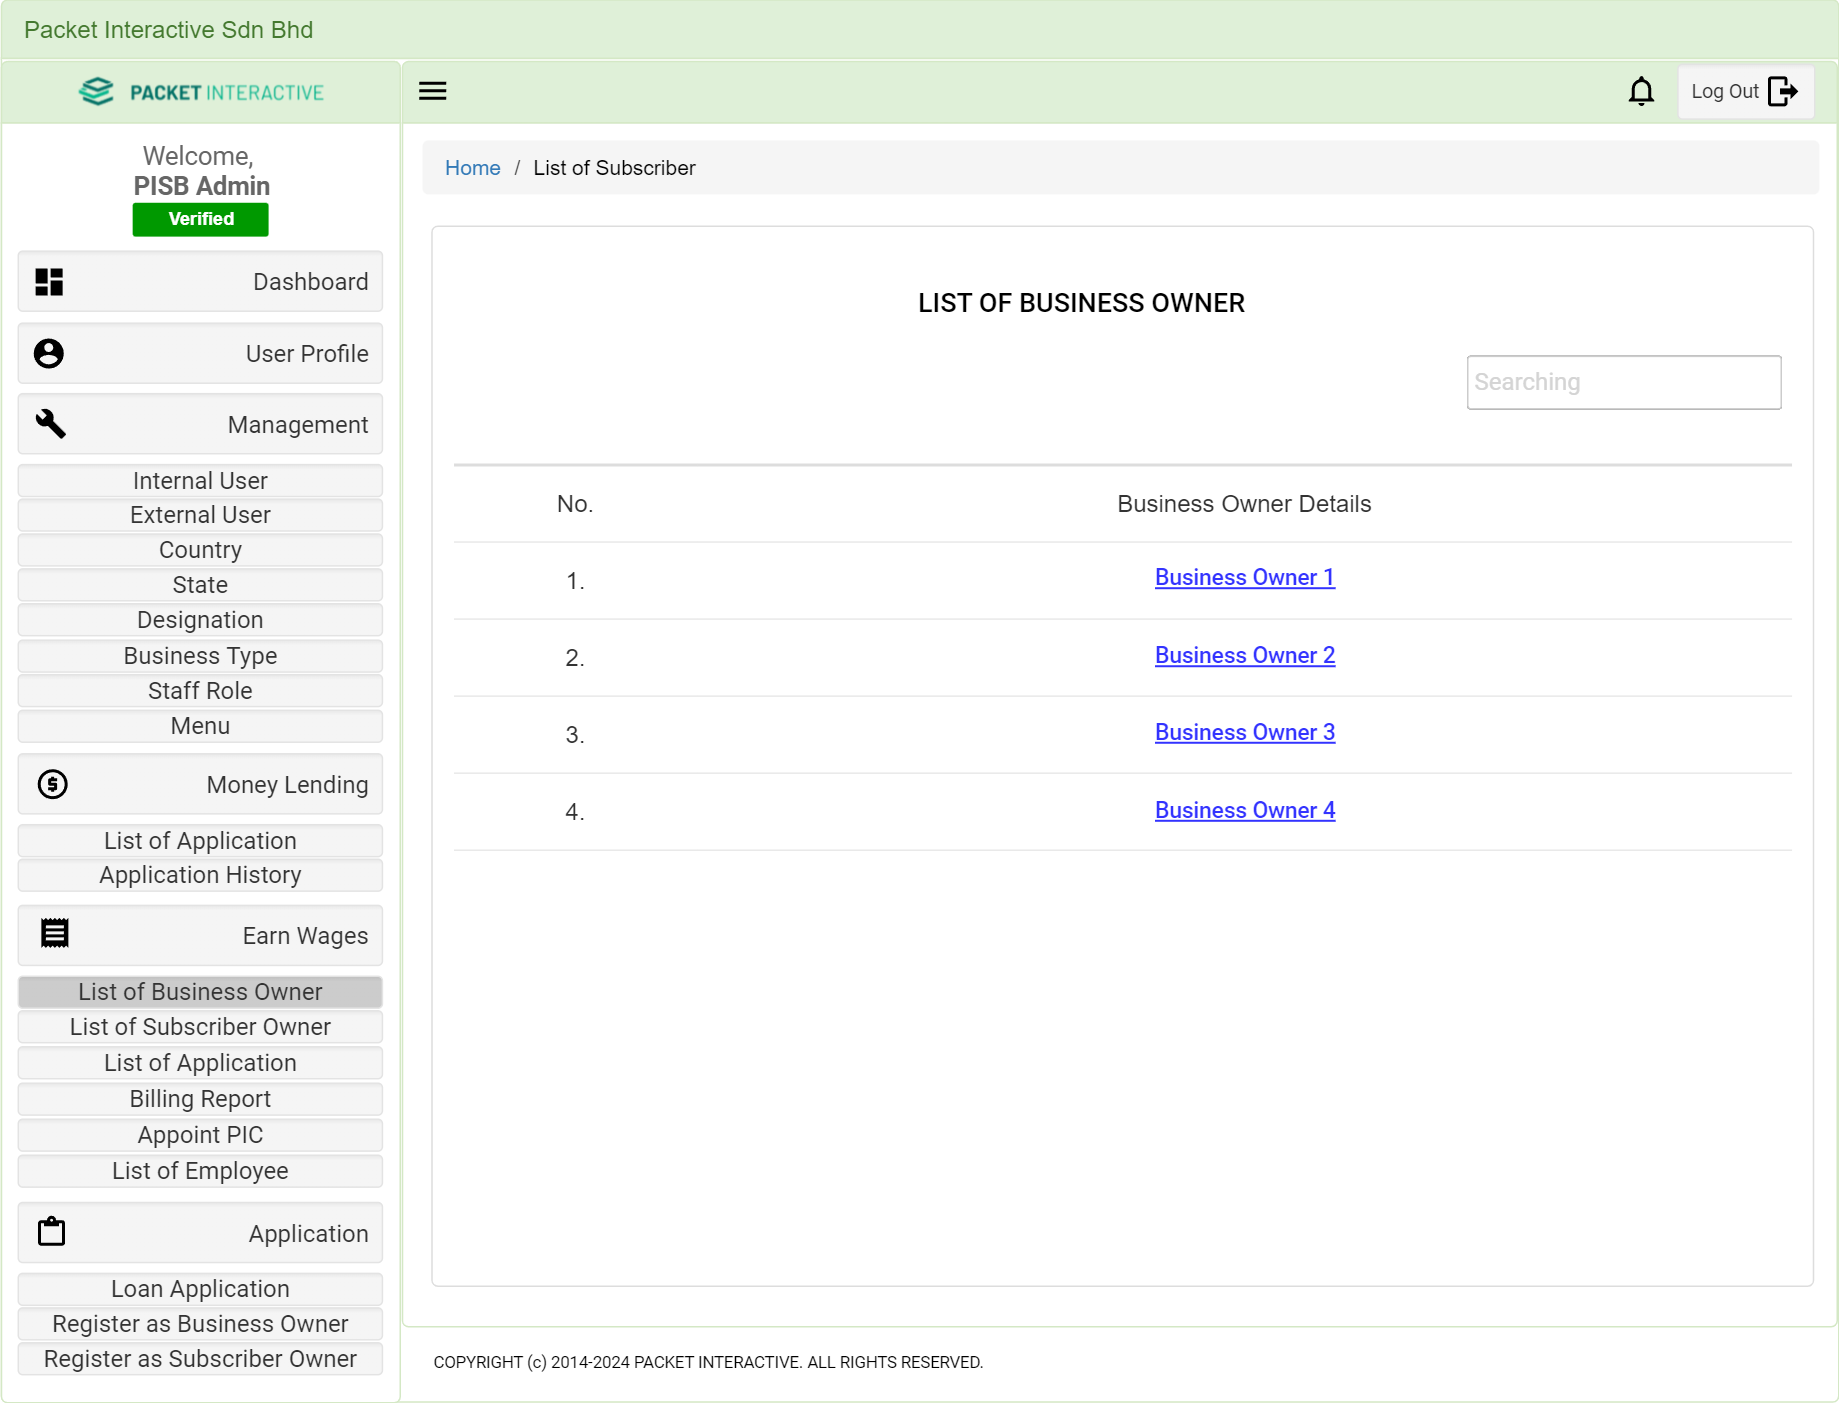 Packet Interactive Sdn Bhd
PACKET INTERACTIVE
Log Out
Welcome,
PISB Admin
Verified
Dashboard
User Profile
Management
Internal User
External User
Country
State
Designation
Business Type
Staff Role
Menu
Money Lending
List of Application
Application History
Earn Wages
List of Business Owner
List of Subscriber Owner
List of Application
Billing Report
Appoint PIC
List of Employee
Application
Loan Application
Register as Business Owner
Register as Subscriber Owner
Home / List of Subscriber
LIST OF BUSINESS OWNER
Searching
No. Business Owner Details
1. Business Owner 1
2. Business Owner 2
3. Business Owner 3
4. Business Owner 4
COPYRIGHT (c) 2014-2024 PACKET INTERACTIVE. ALL RIGHTS RESERVED.